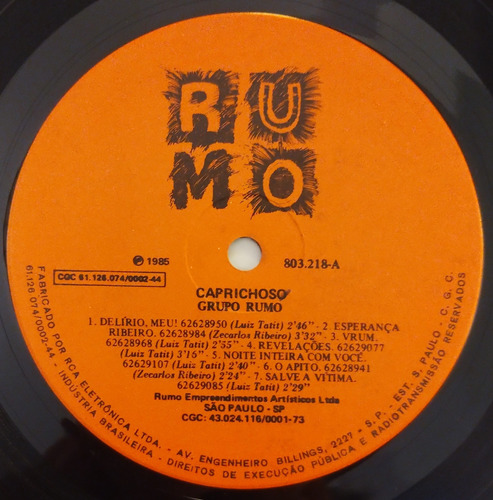 RU
MO
℗ 1985
803.218-A
CGC 61.126.074/0002-44
CAPRICHOSO
GRUPO RUMO
1. DELÍRIO, MEU! 62628950 (Luiz Tatit) 2'46" - 2. ESPERANÇA
RIBEIRO. 62628984 (Zecarlos Ribeiro) 3'32" - 3. VRUM.
62628968 (Luiz Tatit) 2'55" - 4. REVELAÇÕES. 62629077
(Luiz Tatit) 3'16" - 5. NOITE INTEIRA COM VOCÊ.
62629107 (Luiz Tatit) 2'40" - 6. O APITO. 62628941
(Zecarlos Ribeiro) 2'24" - 7. SALVE A VÍTIMA.
62629085 (Luiz Tatit) 2'29"
Rumo Empreendimentos Artísticos Ltda
SÃO PAULO - SP
CGC: 43.024.116/0001-73
FABRICADO POR RCA ELETRÔNICA LTDA. - AV. ENGENHEIRO BILLINGS, 2227 - S.P. - EST. S. PAULO - C.G.C.
61.126 074/0002-44 - INDÚSTRIA BRASILEIRA - DIREITOS DE EXECUÇÃO PÚBLICA E RADIOTRANSMISSÃO RESERVADOS